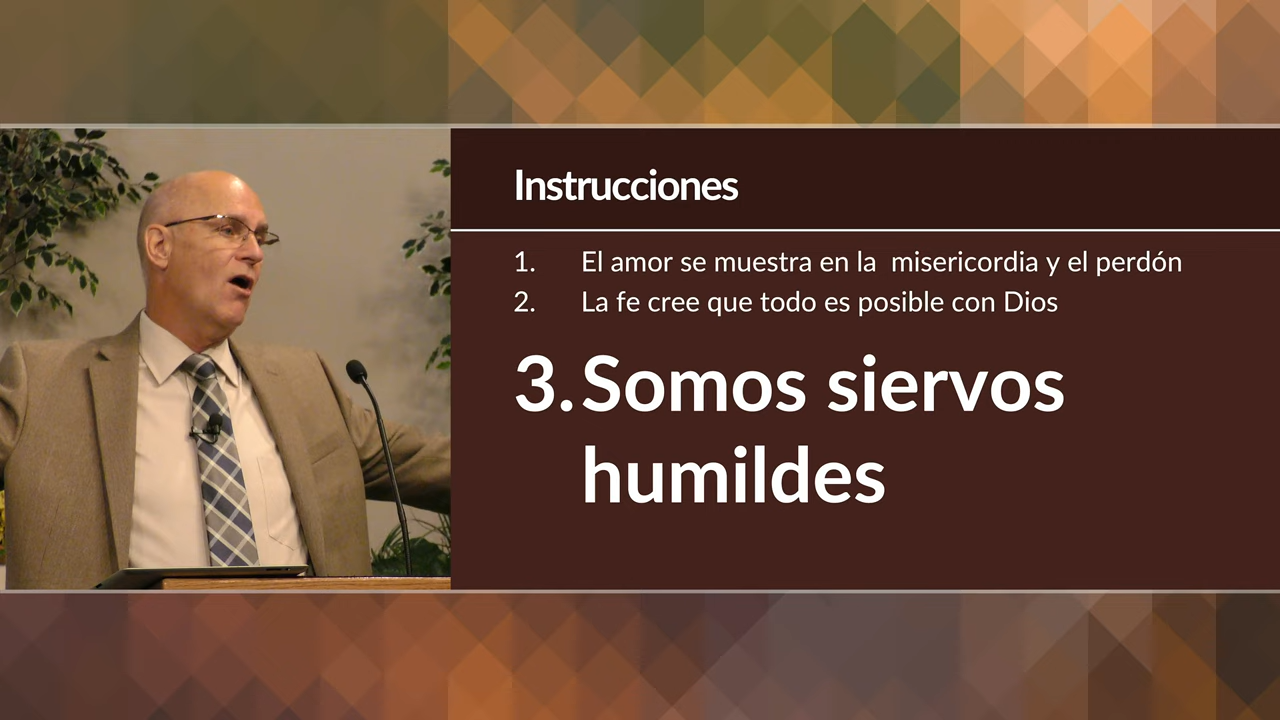 Instrucciones
1. El amor se muestra en la  misericordia y el perdón
2. La fe cree que todo es posible con Dios
3. Somos siervos
humildes